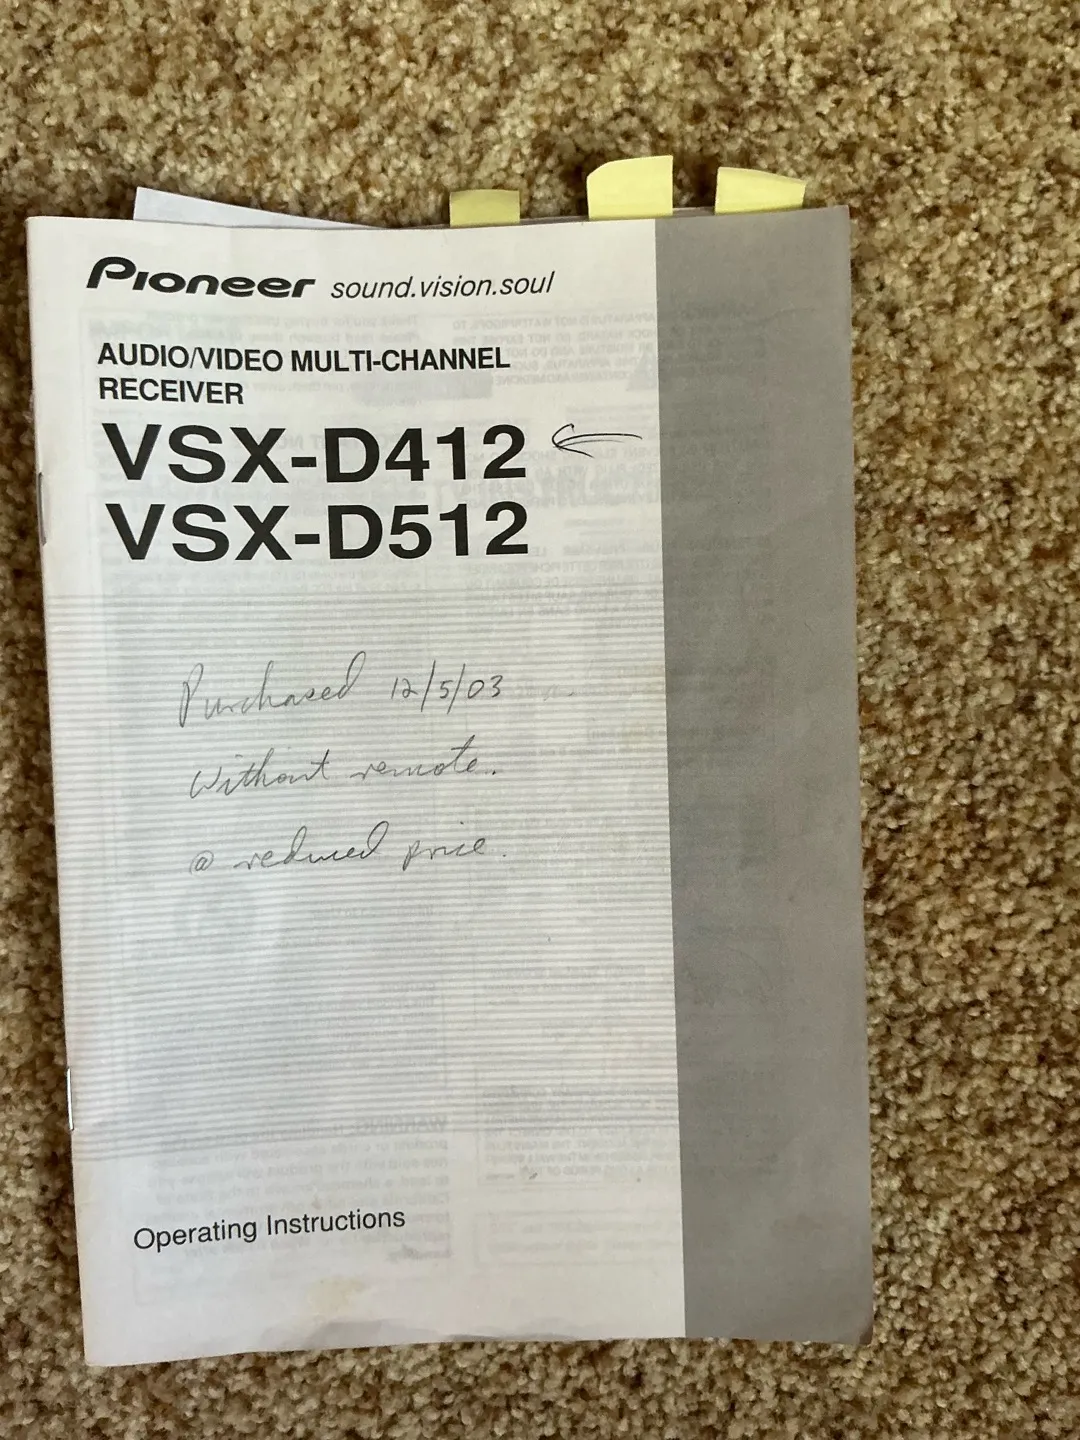 Pioneer sound.vision.soul
AUDIO/VIDEO MULTI-CHANNEL
RECEIVER
VSX-D412
VSX-D512
Purchased 12/5/03
Without remote.
@ reduced price.
Operating Instructions